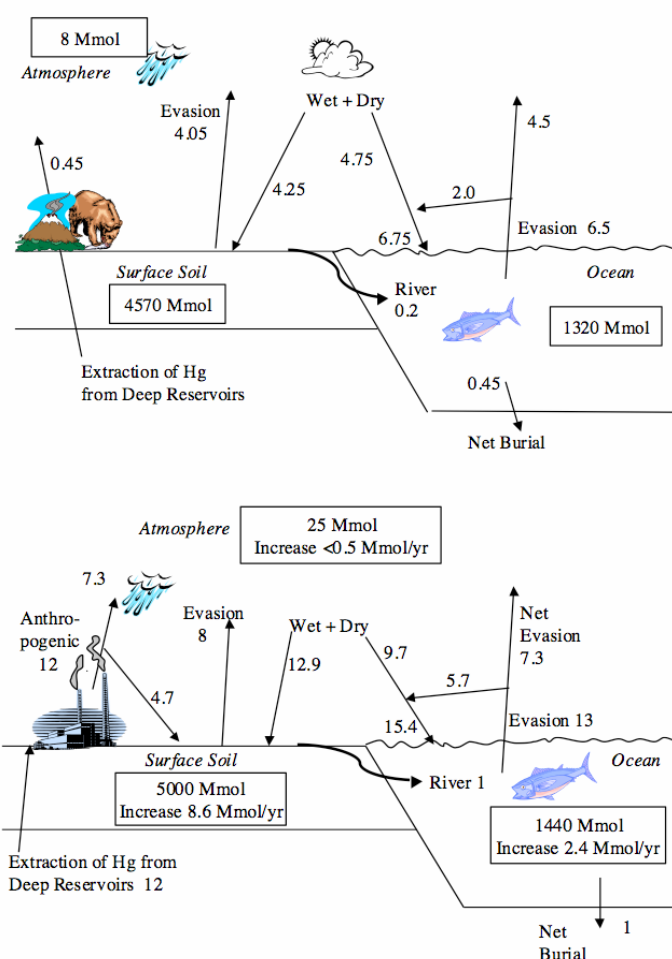 8 Mmol
Atmosphere
Evasion
4.05
Wet + Dry
4.5
0.45
4.75
4.25
2.0
6.75
Evasion 6.5
Surface Soil
4570 Mmol
River
0.2
Ocean
1320 Mmol
Extraction of Hg
from Deep Reservoirs
0.45
Net Burial
Atmosphere
25 Mmol
Increase <0.5 Mmol/yr
7.3
Anthro-
pogenic
12
Evasion
8
Wet + Dry
12.9
9.7
Net
Evasion
7.3
4.7
5.7
15.4
Evasion 13
Surface Soil
5000 Mmol
Increase 8.6 Mmol/yr
River 1
Ocean
1440 Mmol
Increase 2.4 Mmol/yr
Extraction of Hg from
Deep Reservoirs 12
Net
Burial
1